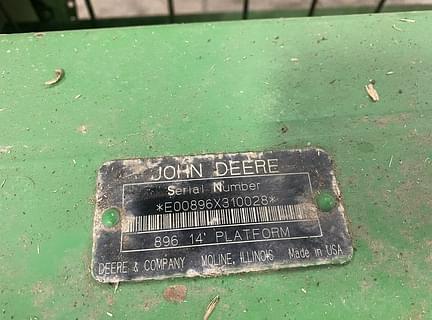 JOHN DEERE
Serial Number
*E00896X310028*
896 14' PLATFORM
DEERE & COMPANY MOLINE, ILLINOIS Made in USA